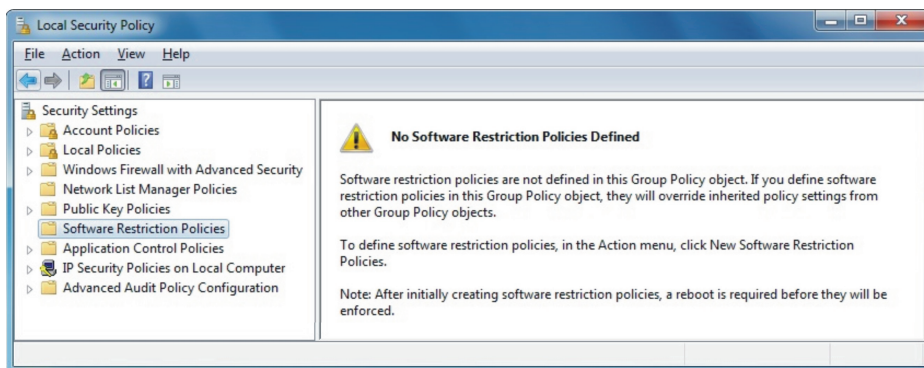 Local Security Policy
File Action View Help
Security Settings
Account Policies
Local Policies
Windows Firewall with Advanced Security
Network List Manager Policies
Public Key Policies
Software Restriction Policies
Application Control Policies
IP Security Policies on Local Computer
Advanced Audit Policy Configuration
No Software Restriction Policies Defined
Software restriction policies are not defined in this Group Policy object. If you define software
restriction policies in this Group Policy object, they will override inherited policy settings from
other Group Policy objects.
To define software restriction policies, in the Action menu, click New Software Restriction
Policies.
Note: After initially creating software restriction policies, a reboot is required before they will be
enforced.